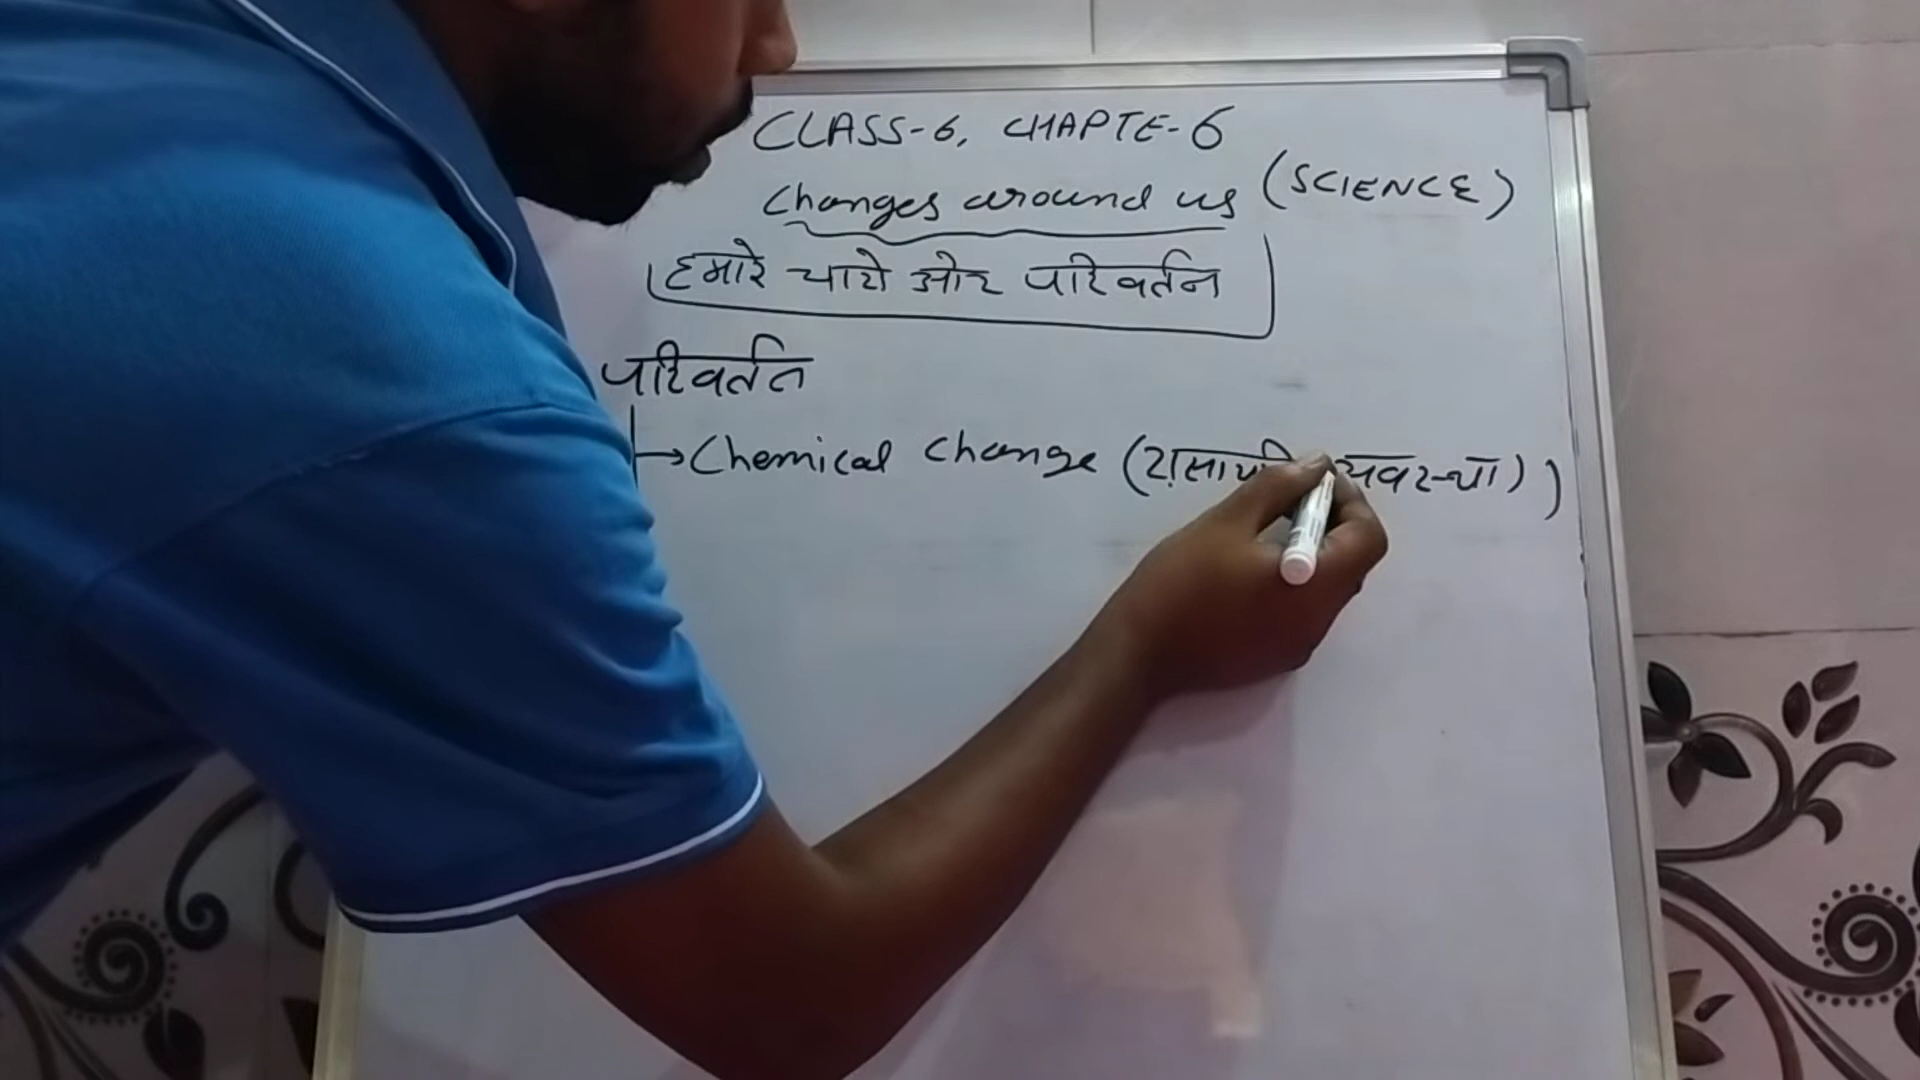 CLASS-6, CHAPTE-6
Changes around us (SCIENCE)
हमारे चारो ओर परिवर्तन
परिवर्तन
→ Chemical Change (